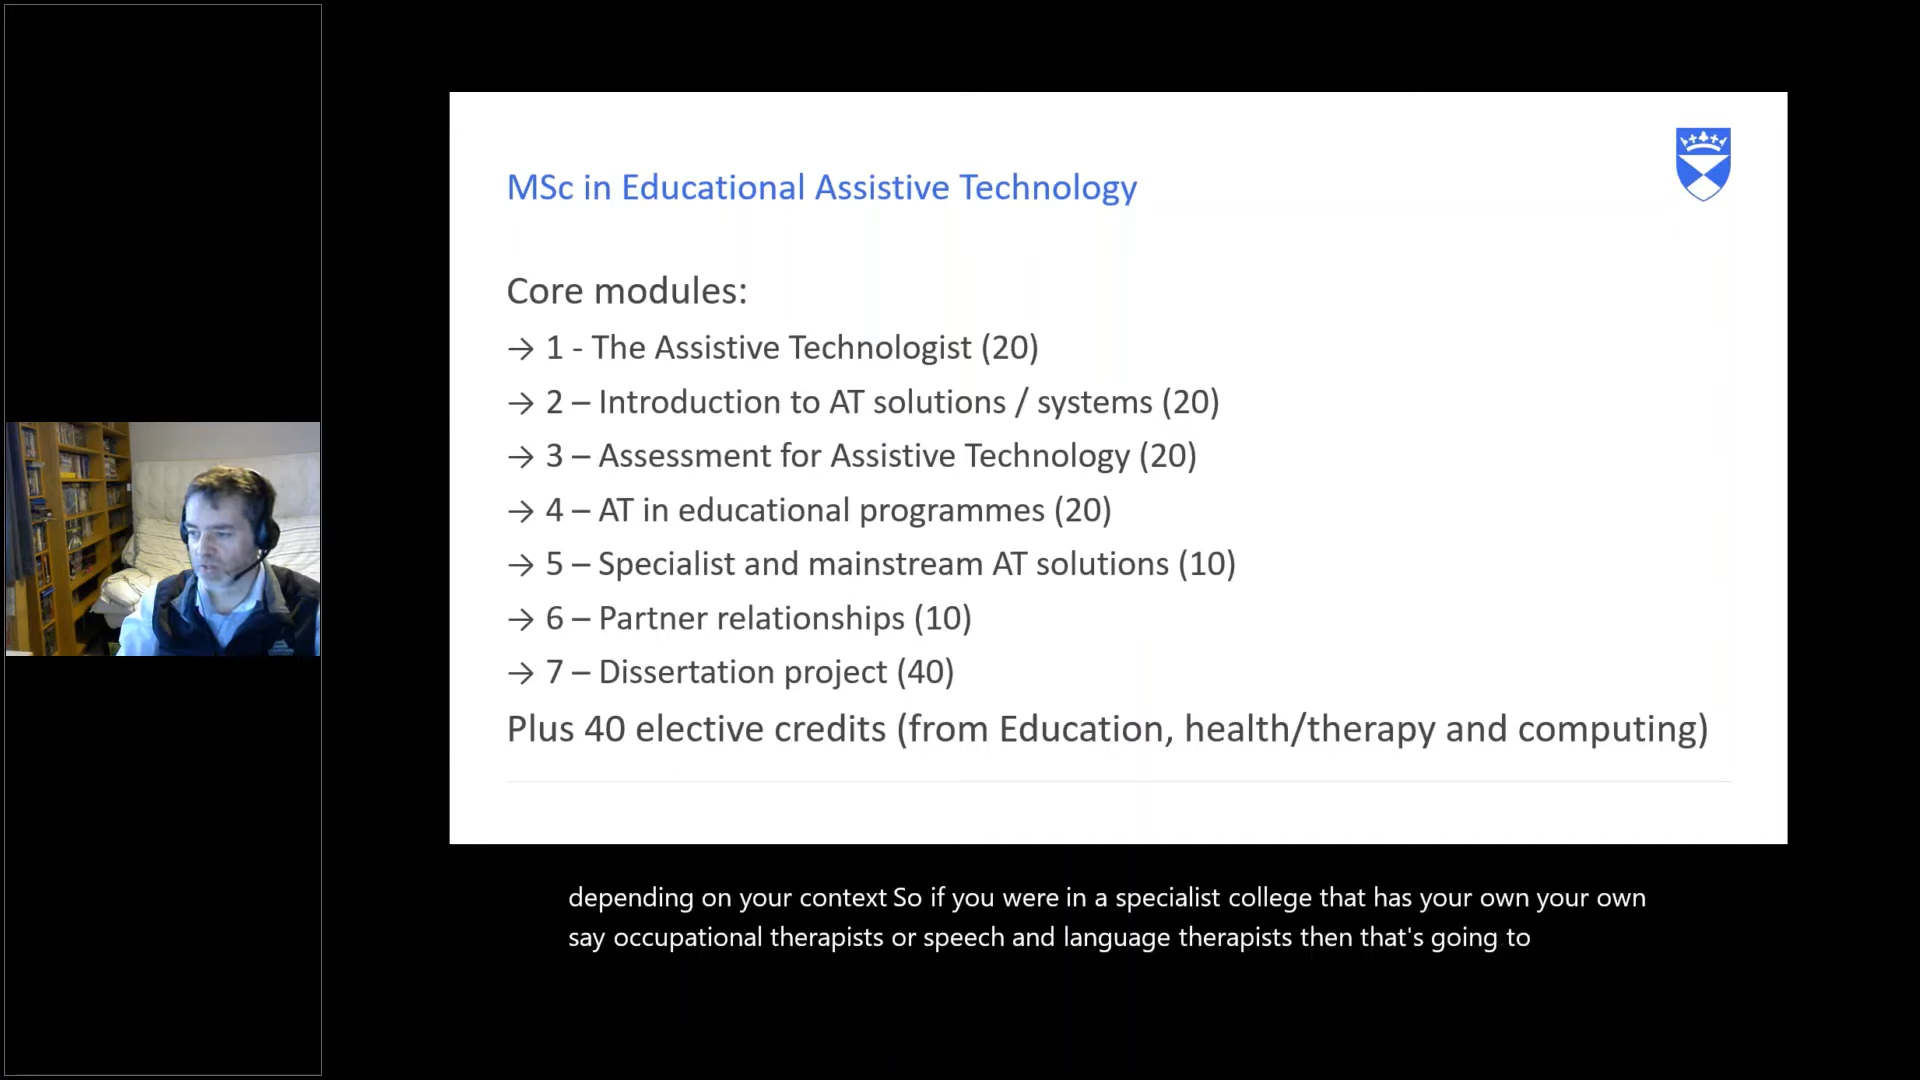 MSc in Educational Assistive Technology
Core modules:
→ 1 - The Assistive Technologist (20)
→ 2 – Introduction to AT solutions / systems (20)
→ 3 – Assessment for Assistive Technology (20)
→ 4 – AT in educational programmes (20)
→ 5 – Specialist and mainstream AT solutions (10)
→ 6 – Partner relationships (10)
→ 7 – Dissertation project (40)
Plus 40 elective credits (from Education, health/therapy and computing)
depending on your context So if you were in a specialist college that has your own your own
say occupational therapists or speech and language therapists then that's going to